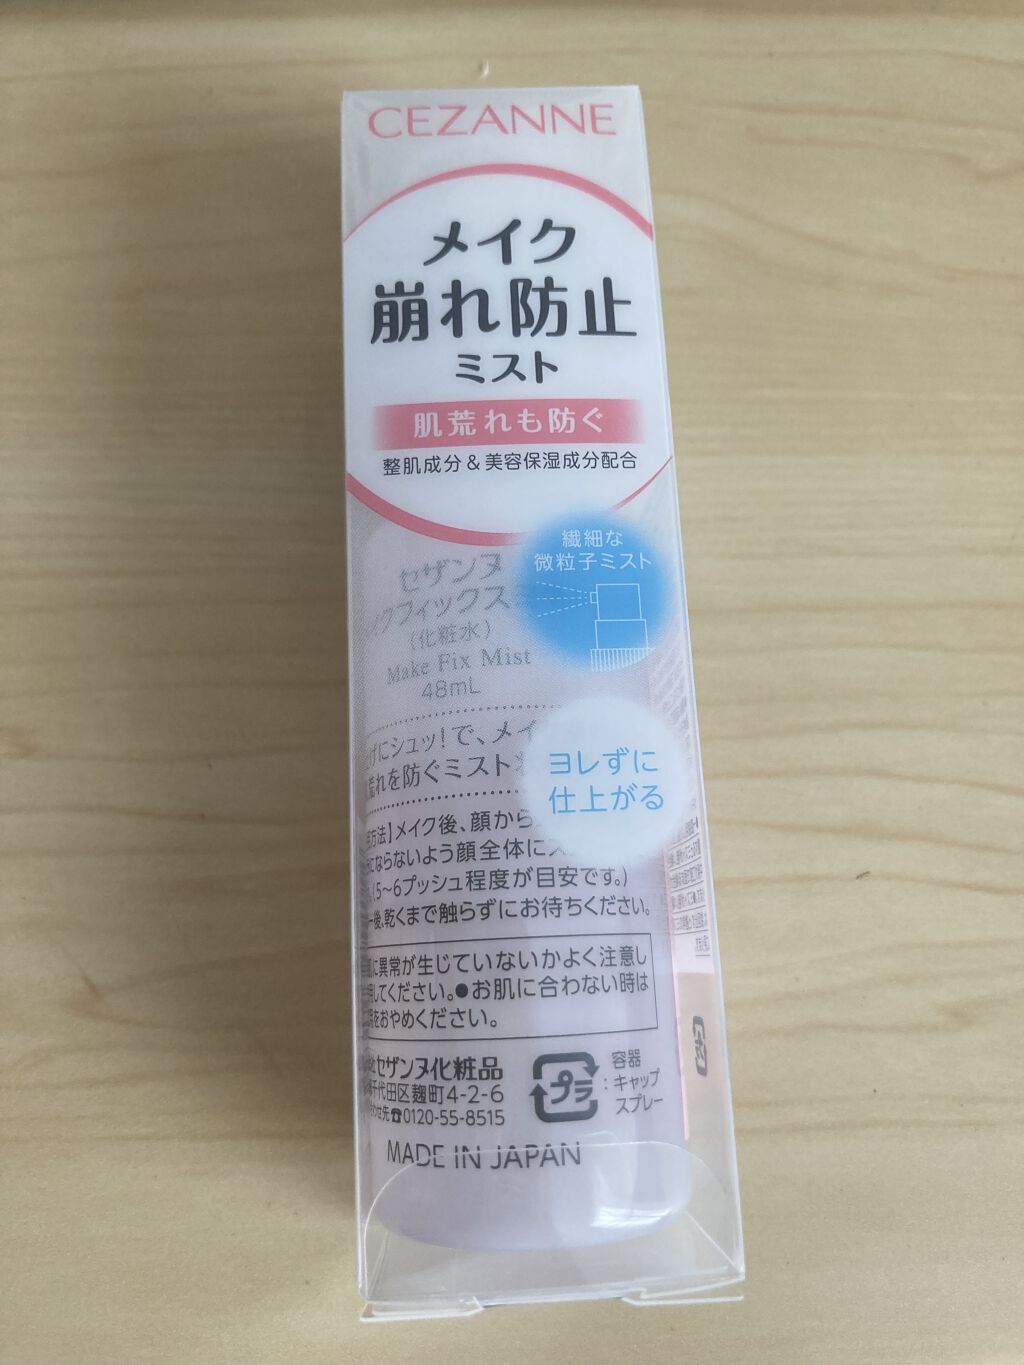 CEZANNE
メイク
崩れ防止
ミスト
肌荒れも防ぐ
整肌成分＆美容保湿成分配合
繊細な
微粒子ミスト
セザンヌ
イクフィックス
(化粧水)
Make Fix Mist
48mL
げにシュッ!で、メイ
荒れを防ぐミスト
ヨレずに
仕上がる
方法】メイク後、顔から
にならないよう顔全体に
(5～6プッシュ程度が目安です。)
後、乾くまで触らずにお待ちください。
に異常が生じていないかよく注意し
してください。●お肌に合わない時は
をおやめください。
セザンヌ化粧品
千代田区麹町4-2-6
わせ先☎0120-55-8515
プラ
:
容器
キャップ
スプレー
MADE IN JAPAN